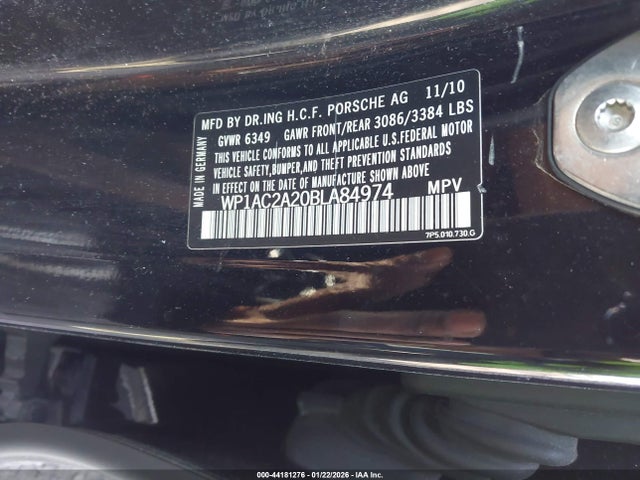 MFD BY DR.ING H.C.F. PORSCHE AG 11/10
GVWR 6349 GAWR FRONT/REAR 3086/3384 LBS
THIS VEHICLE CONFORMS TO ALL APPLICABLE U.S.FEDERAL MOTOR
VEHICLE SAFETY,BUMPER,AND THEFT PREVENTION STANDARDS
IN EFFECT ON THE DATE OF MANUFACTURE SHOWN ABOVE
WP1AC2A20BLA84974 MPV
7P5.010.730.G
MADE IN GERMANY
000-44181276 - 01/22/2026 - IAAI Inc.